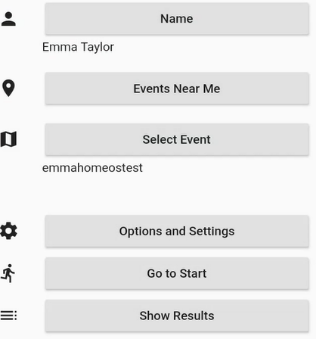 Name
Emma Taylor
Events Near Me
Select Event
emmahomeostest
Options and Settings
Go to Start
Show Results